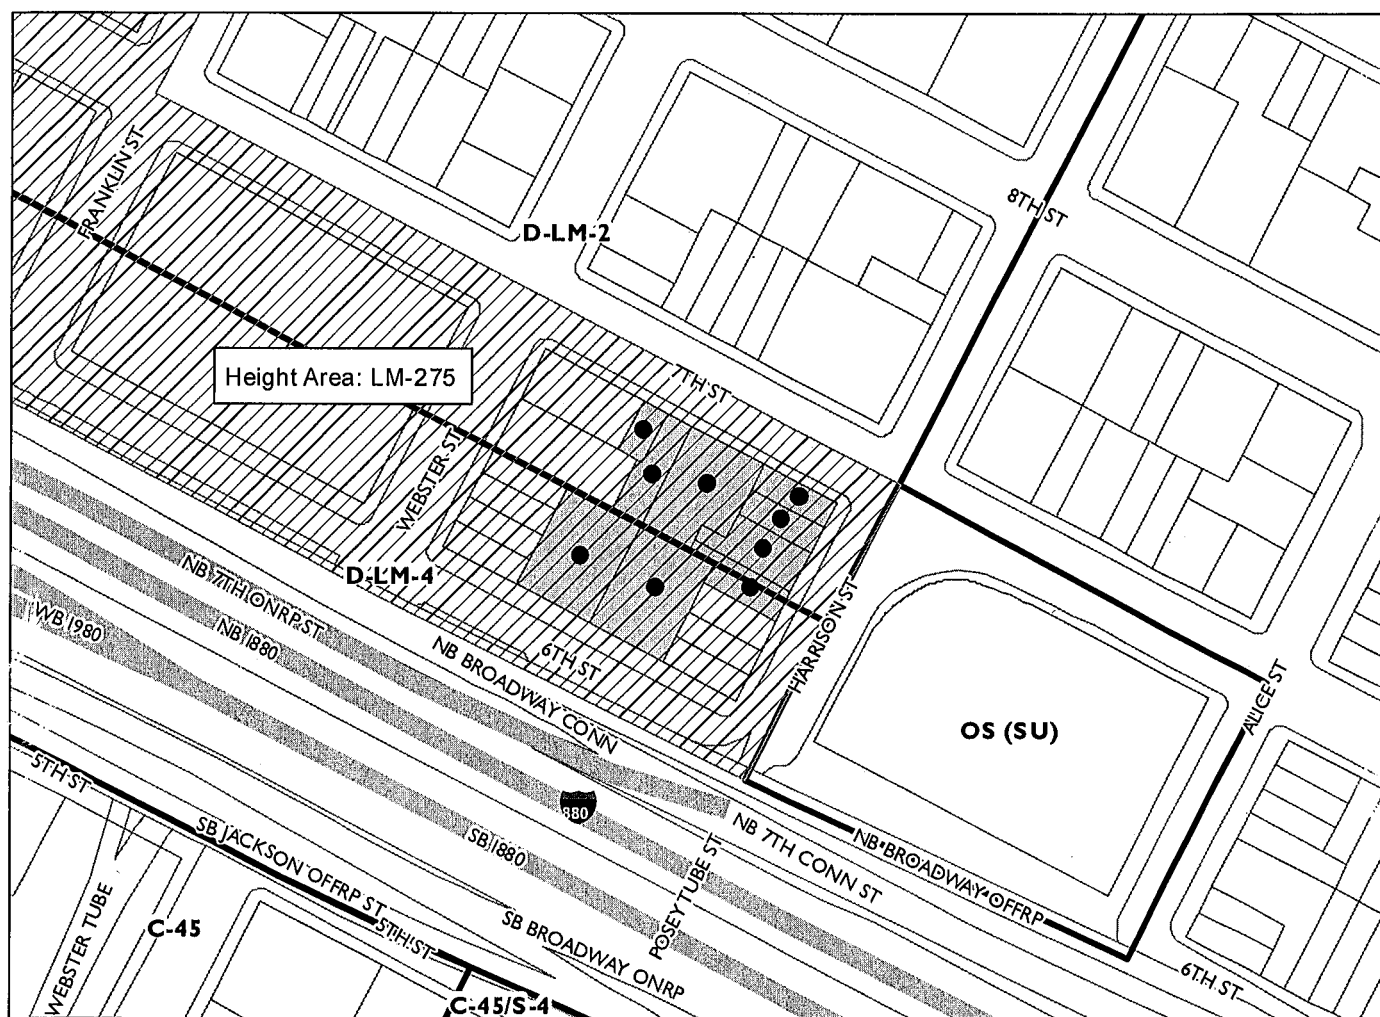 FRANKLIN ST
8TH ST
D-LM-2
7TH ST
Height Area: LM-275
WEBSTER ST
D-LM-4
NB 7TH ONRP ST
NB I880
WB I980
NB BROADWAY CONN
6TH ST
HARRISON ST
OS (SU)
ALICE ST
5TH ST
880
SB JACKSON OFFRP ST
SB I880
POSEY TUBE ST
NB 7TH CONN ST
NB BROADWAY OFFRP
6TH ST
WEBSTER TUBE
C-45
5TH ST
SB BROADWAY ONRP
C-45/S-4